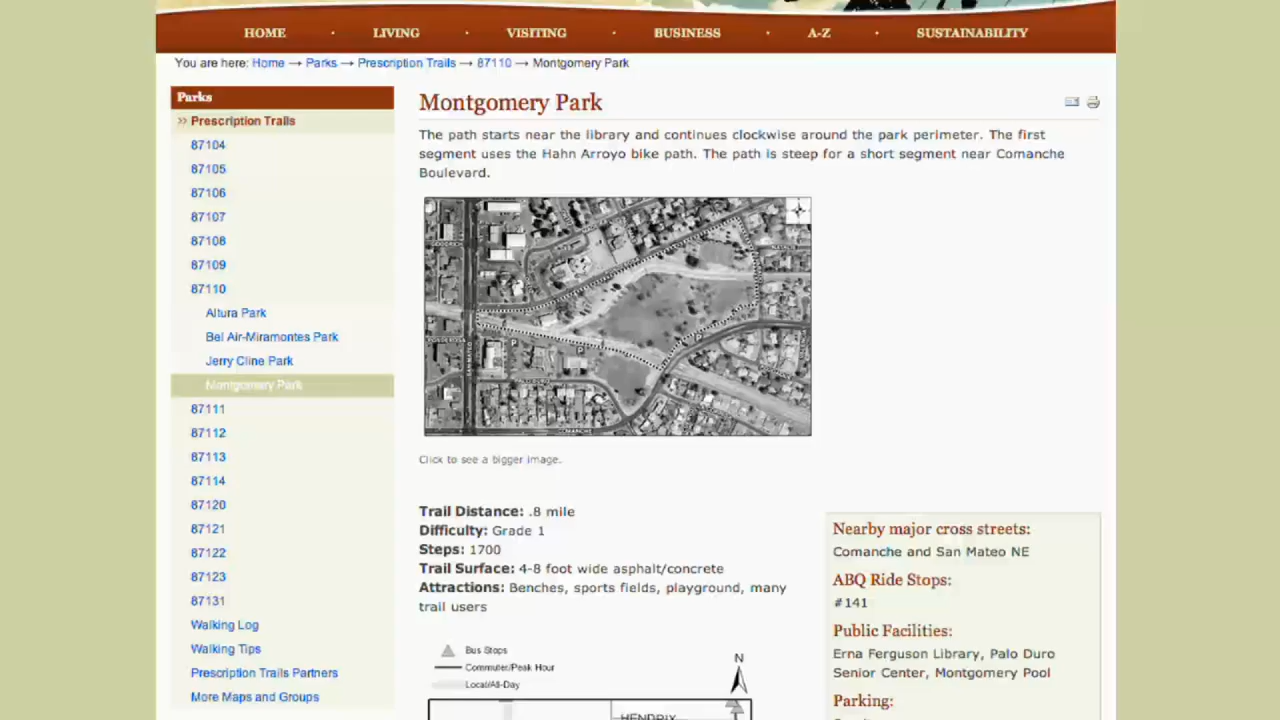 HOME · LIVING · VISITING · BUSINESS · A-Z · SUSTAINABILITY
You are here: Home → Parks → Prescription Trails → 87110 → Montgomery Park
Parks
>> Prescription Trails
87104
87105
87106
87107
87108
87109
87110
Altura Park
Bel Air-Miramontes Park
Jerry Cline Park
Montgomery Park
87111
87112
87113
87114
87120
87121
87122
87123
87131
Walking Log
Walking Tips
Prescription Trails Partners
More Maps and Groups
Montgomery Park
The path starts near the library and continues clockwise around the park perimeter. The first
segment uses the Hahn Arroyo bike path. The path is steep for a short segment near Comanche
Boulevard.
SAN MATEO
COMANCHE
P
P
P
Click to see a bigger image.
Trail Distance: .8 mile
Difficulty: Grade 1
Steps: 1700
Trail Surface: 4-8 foot wide asphalt/concrete
Attractions: Benches, sports fields, playground, many
trail users
Bus Stops
Commuter/Peak Hour
Local/All-Day
N
HENDRIX
Nearby major cross streets:
Comanche and San Mateo NE
ABQ Ride Stops:
#141
Public Facilities:
Erna Ferguson Library, Palo Duro
Senior Center, Montgomery Pool
Parking: